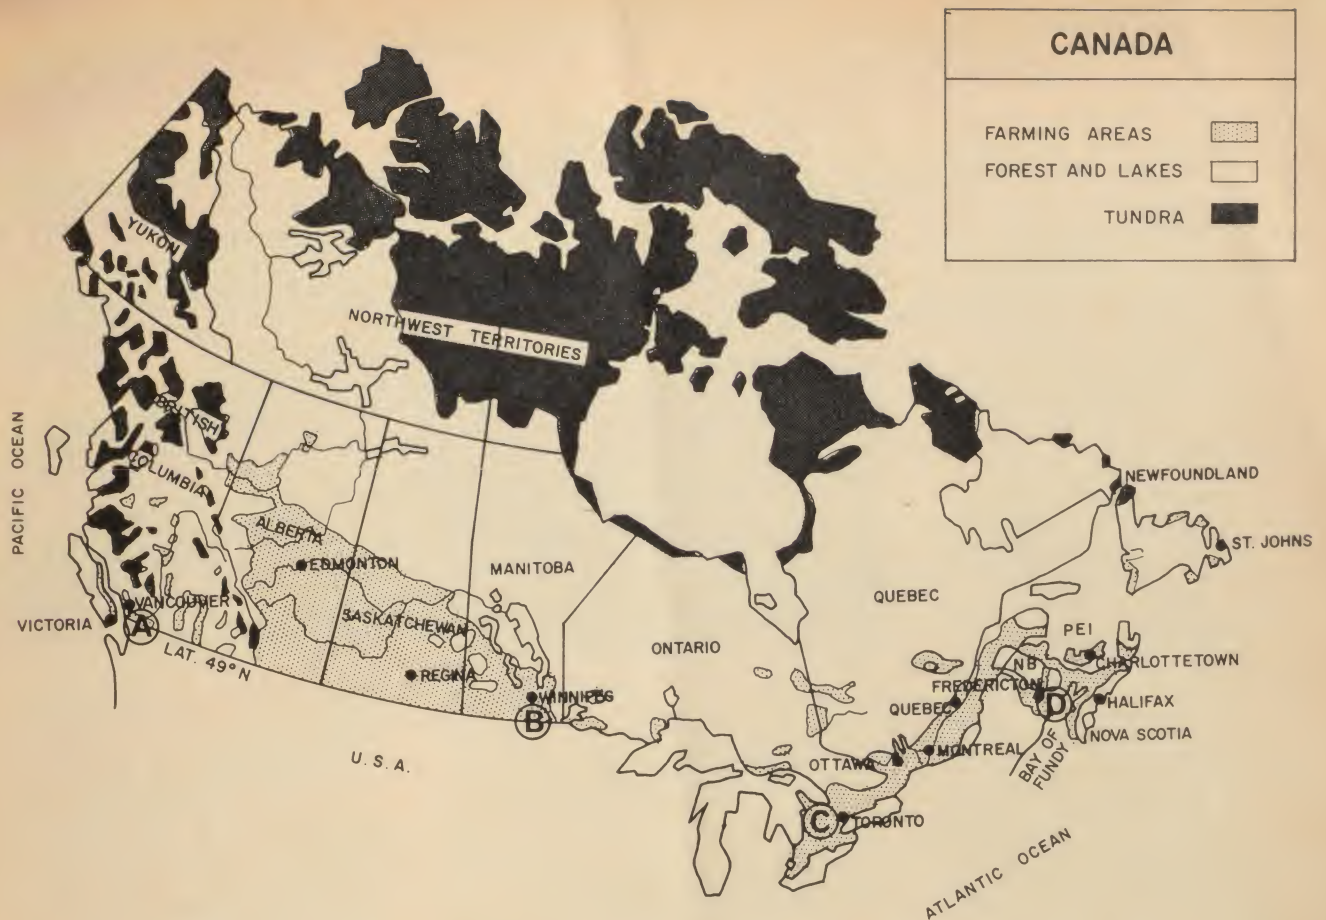 CANADA
FARMING AREAS
FOREST AND LAKES
TUNDRA
YUKON
NORTHWEST TERRITORIES
PACIFIC OCEAN
BRITISH
COLUMBIA
NEWFOUNDLAND
ALBERTA
ST. JOHNS
EDMONTON
MANITOBA
QUEBEC
VANCOUVER
VICTORIA
A
SASKATCHEWAN
PEI
LAT. 49° N
ONTARIO
NB
CHARLOTTETOWN
REGINA
FREDERICTON
WINNIPEG
QUEBEC
D
HALIFAX
B
NOVA SCOTIA
U.S.A.
OTTAWA
MONTREAL
BAY OF
FUNDY
C
TORONTO
ATLANTIC OCEAN